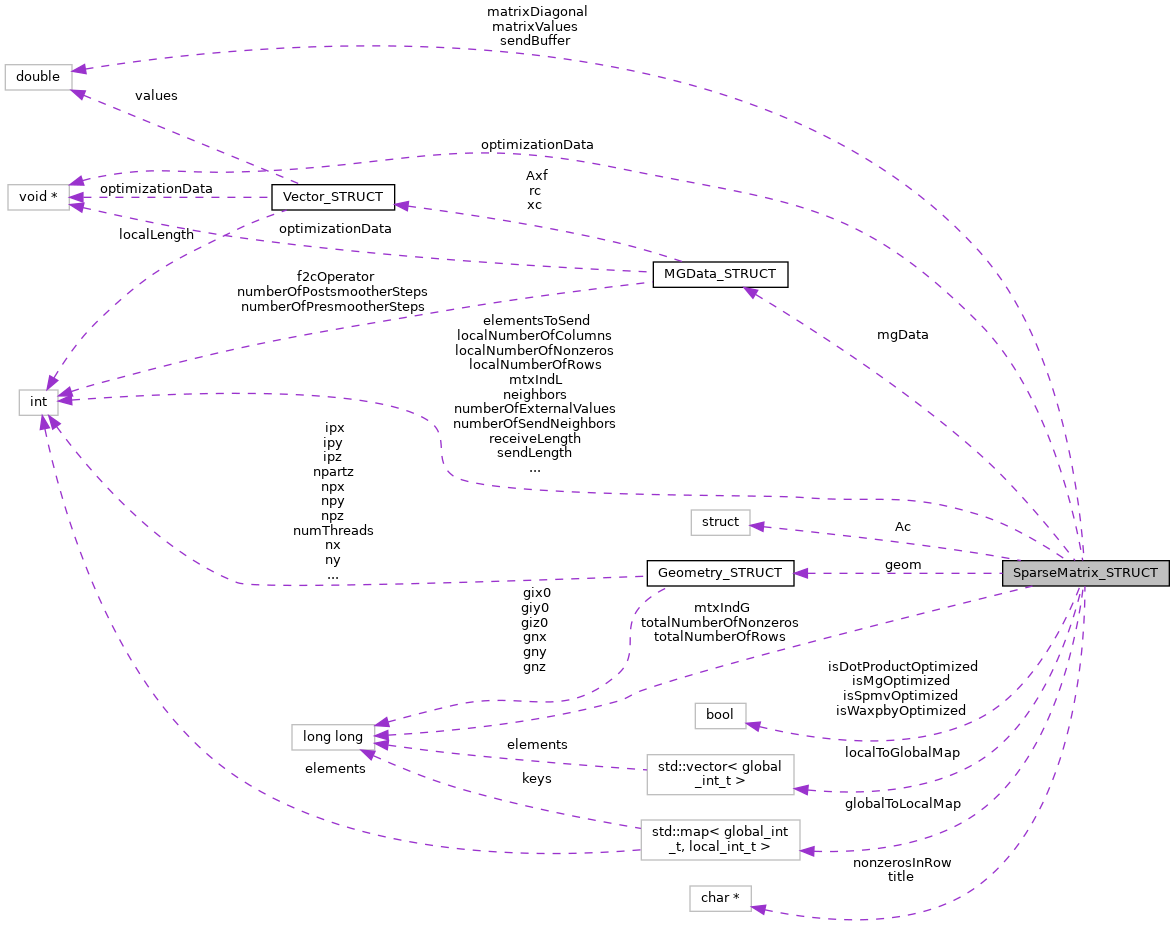 matrixDiagonal
matrixValues
sendBuffer
double
values
optimizationData
void *
optimizationData
Vector_STRUCT
Axf
rc
xc
localLength
optimizationData
MGData_STRUCT
f2cOperator
numberOfPostsmootherSteps
numberOfPresmootherSteps
mgData
elementsToSend
localNumberOfColumns
localNumberOfNonzeros
localNumberOfRows
mtxIndL
neighbors
numberOfExternalValues
numberOfSendNeighbors
receiveLength
sendLength
...
int
ipx
ipy
ipz
npartz
npx
npy
npz
numThreads
nx
ny
...
struct
Ac
Geometry_STRUCT
geom
SparseMatrix_STRUCT
gix0
giy0
giz0
gnx
gny
gnz
mtxIndG
totalNumberOfNonzeros
totalNumberOfRows
isDotProductOptimized
isMgOptimized
isSpmvOptimized
isWaxpbyOptimized
bool
long long
elements
std::vector< global
_int_t >
localToGlobalMap
elements
keys
globalToLocalMap
std::map< global_int
_t, local_int_t >
nonzerosInRow
title
char *